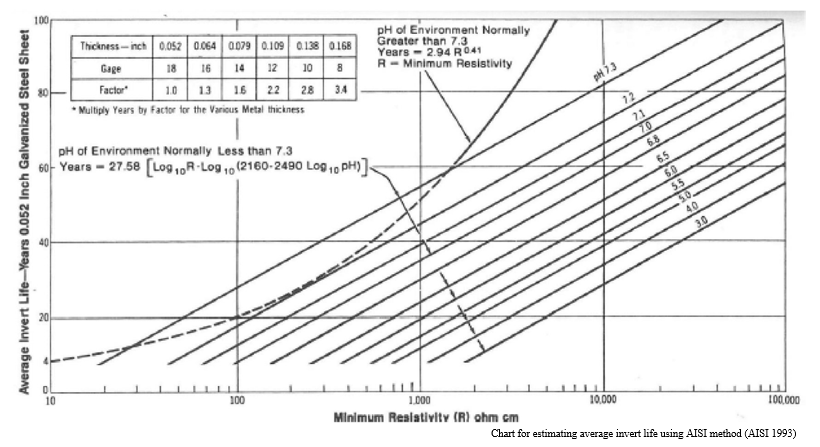 100
Thickness — inch 0.052 0.064 0.079 0.109 0.138 0.168
Gage 18 16 14 12 10 8
Factor* 1.0 1.3 1.6 2.2 2.8 3.4
* Multiply Years by Factor for the Various Metal thickness
pH of Environment Normally
Greater than 7.3
Years = 2.94 R 0.41
R = Minimum Resistivity
pH of Environment Normally Less than 7.3
Years = 27.58 [Log 10 R-Log 10 (2160-2490 Log 10 pH)]
pH 7.3
7.2
7.1
7.0
6.8
6.5
6.0
5.5
5.0
4.0
3.0
80
60
40
20
4
0
Average Invert Life—Years 0.052 Inch Galvanized Steel Sheet
10 100 1,000 10,000 100,000
Minimum Resistivity (R) ohm cm
Chart for estimating average invert life using AISI method (AISI 1993)